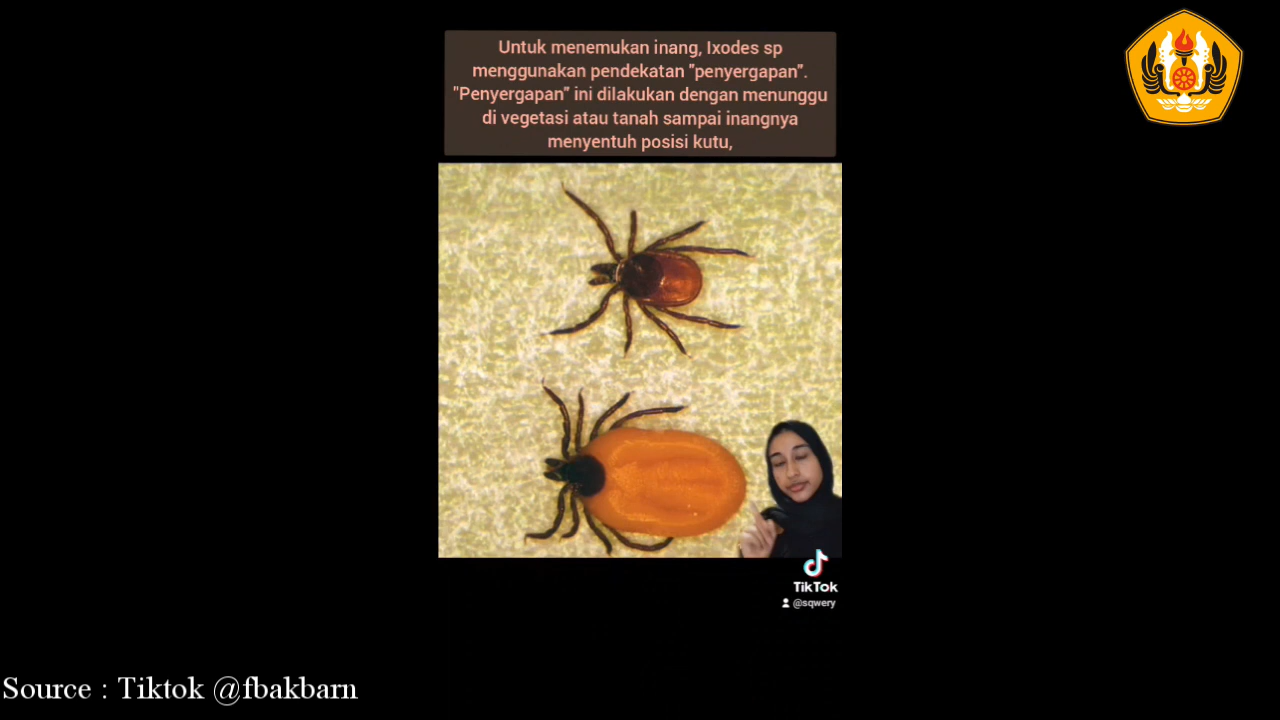 Untuk menemukan inang, Ixodes sp
menggunakan pendekatan "penyergapan".
"Penyergapan" ini dilakukan dengan menunggu
di vegetasi atau tanah sampai inangnya
menyentuh posisi kutu,
TikTok
@sqwery
Source : Tiktok @fbakbarn